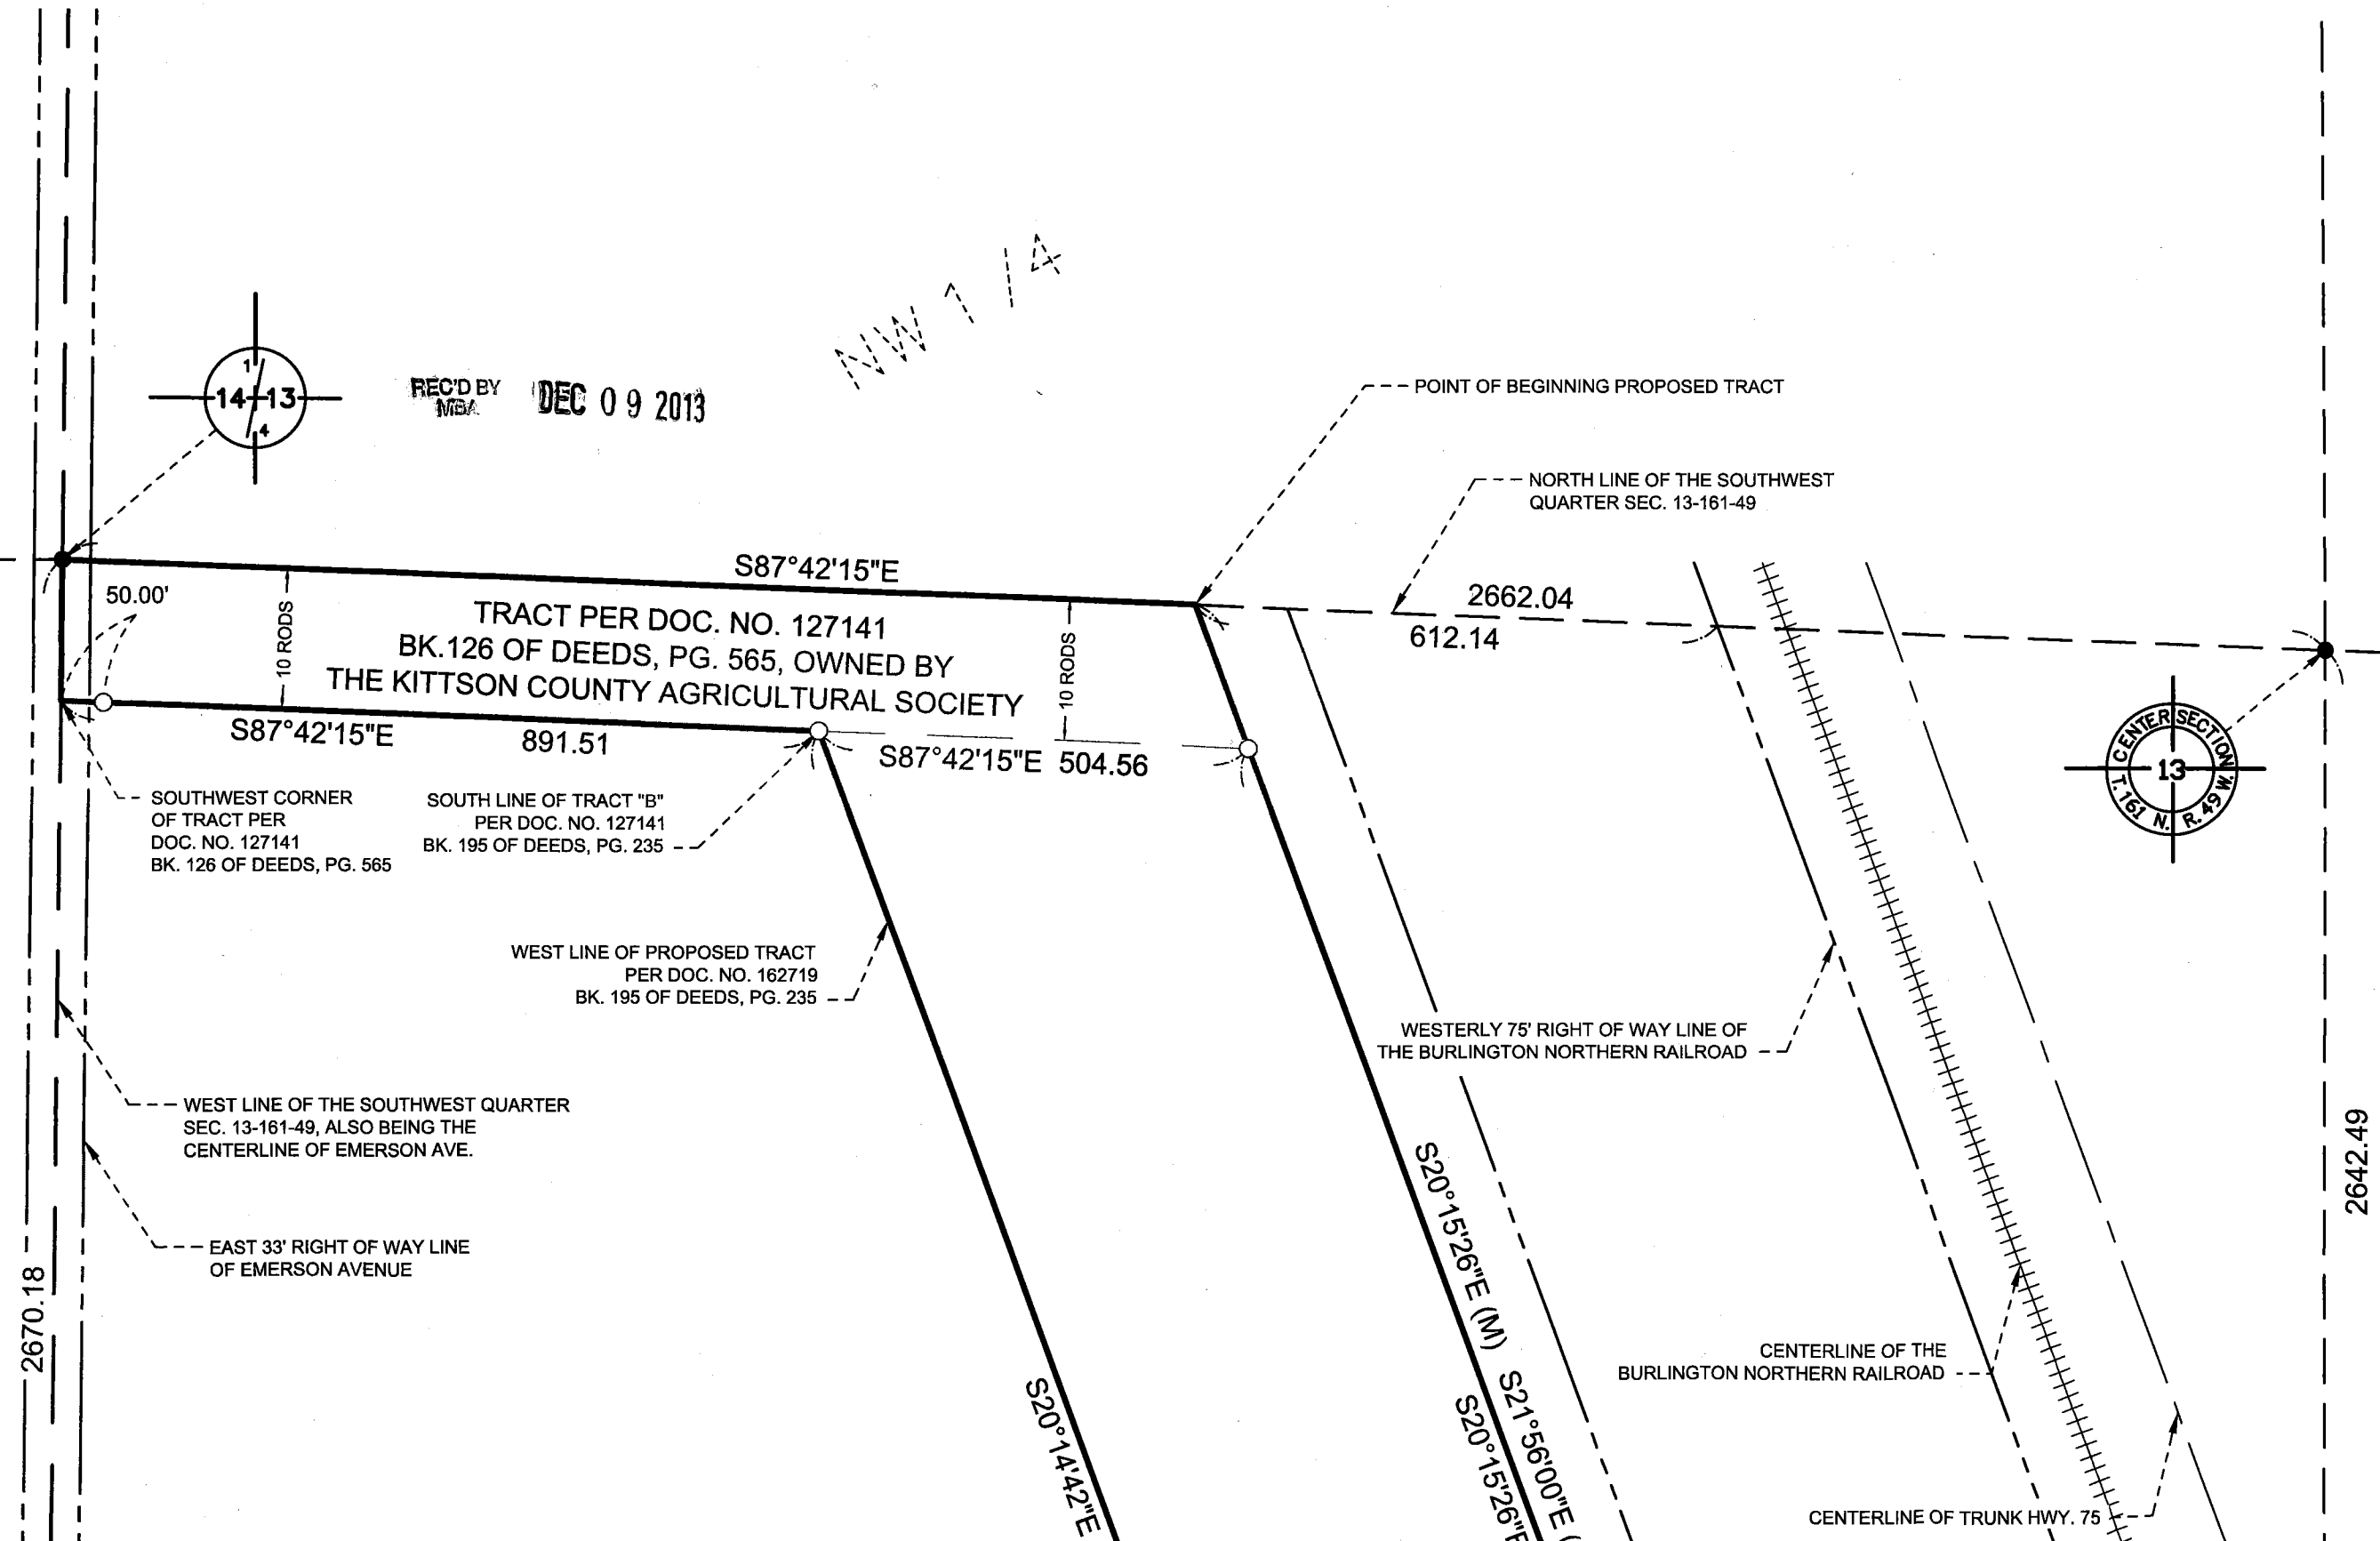 NW 1/4
1/4
14 13
REC'D BY
MBA
DEC 09 2013
POINT OF BEGINNING PROPOSED TRACT
NORTH LINE OF THE SOUTHWEST
QUARTER SEC. 13-161-49
S87°42'15"E
2662.04
612.14
50.00'
10 RODS
TRACT PER DOC. NO. 127141
BK.126 OF DEEDS, PG. 565, OWNED BY
THE KITTSON COUNTY AGRICULTURAL SOCIETY
10 RODS
S87°42'15"E
891.51
S87°42'15"E 504.56
CENTER SECTION
13
T. 161 N. R. 49 W.
SOUTHWEST CORNER
OF TRACT PER
DOC. NO. 127141
BK. 126 OF DEEDS, PG. 565
SOUTH LINE OF TRACT "B"
PER DOC. NO. 127141
BK. 195 OF DEEDS, PG. 235
WEST LINE OF PROPOSED TRACT
PER DOC. NO. 162719
BK. 195 OF DEEDS, PG. 235
WESTERLY 75' RIGHT OF WAY LINE OF
THE BURLINGTON NORTHERN RAILROAD
WEST LINE OF THE SOUTHWEST QUARTER
SEC. 13-161-49, ALSO BEING THE
CENTERLINE OF EMERSON AVE.
EAST 33' RIGHT OF WAY LINE
OF EMERSON AVENUE
2670.18
2642.49
S20°14'42"E
S20°15'26"E (M) S21°56'00"E (
S20°15'26"E
CENTERLINE OF THE
BURLINGTON NORTHERN RAILROAD
CENTERLINE OF TRUNK HWY. 75